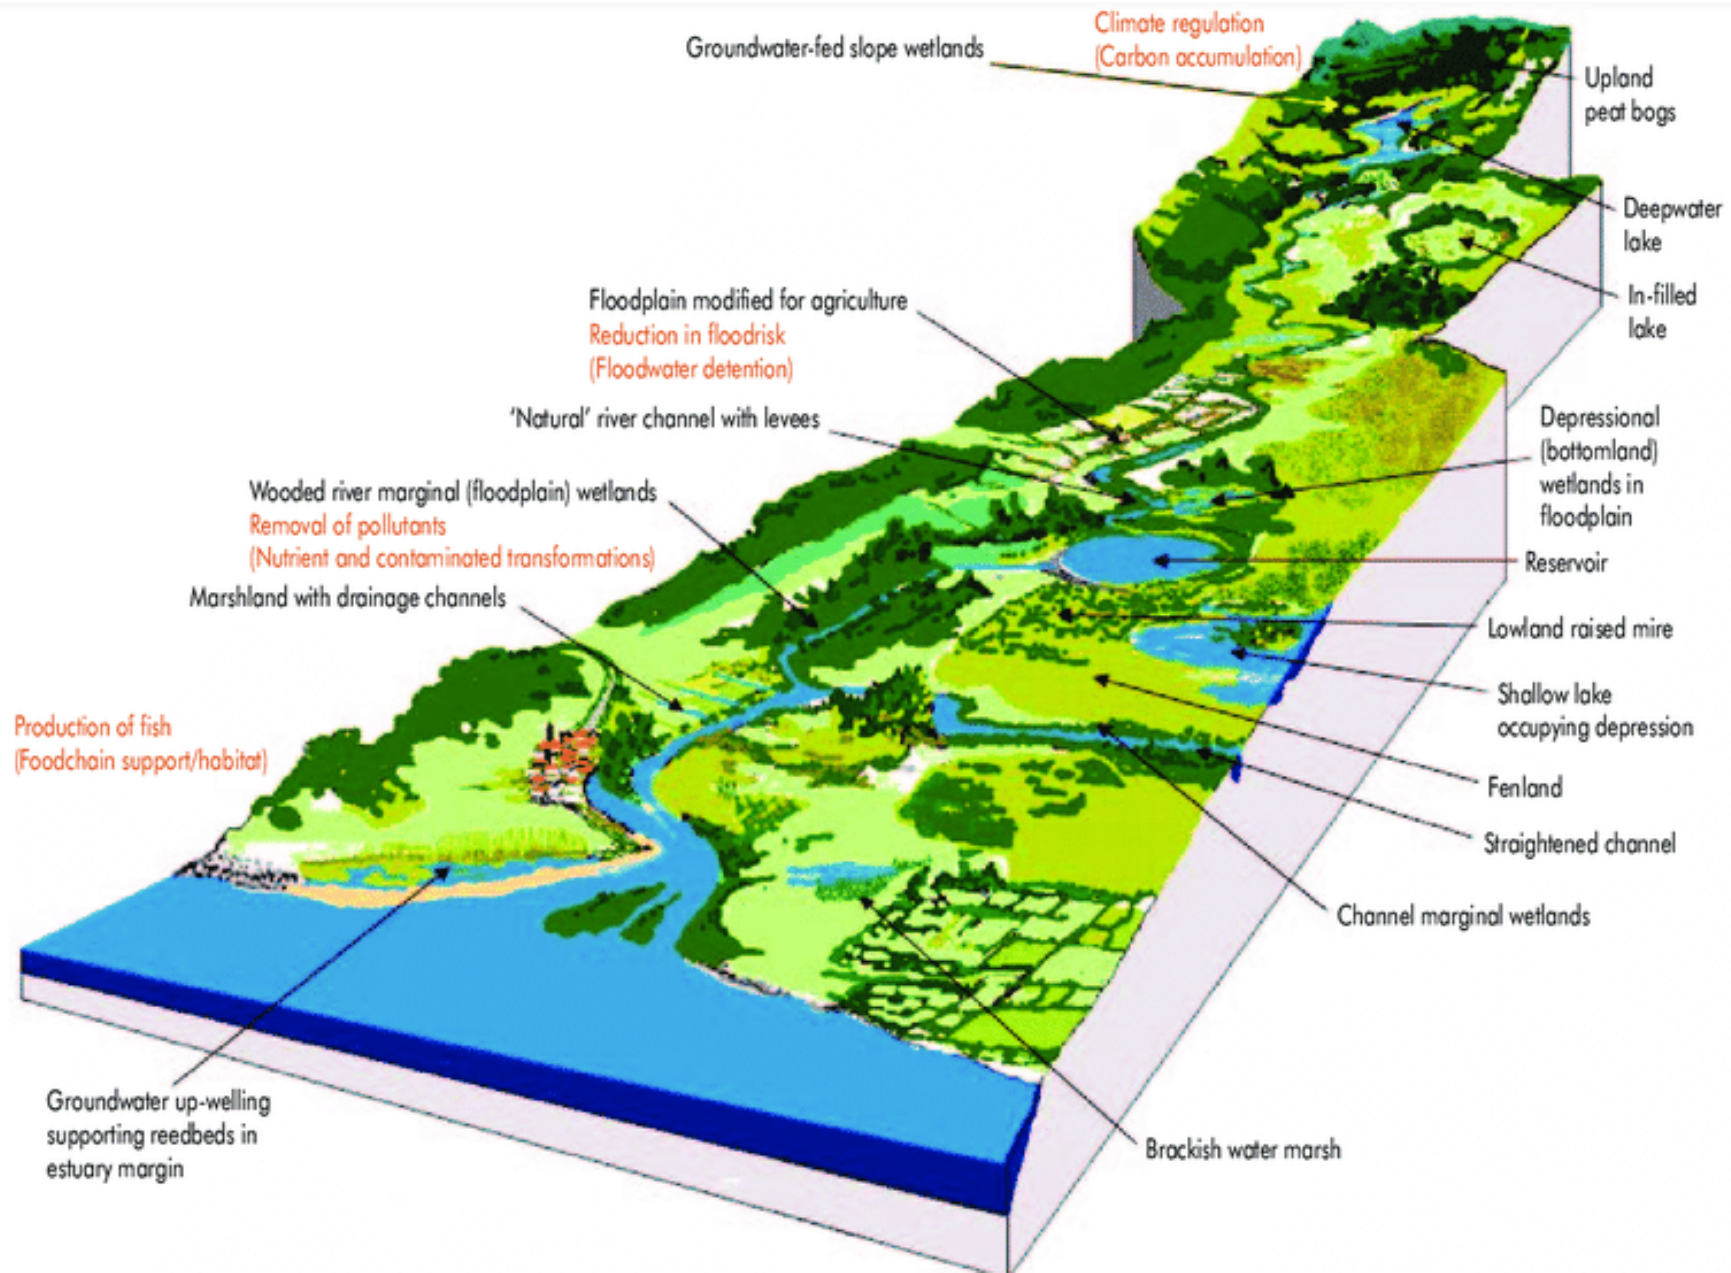 Climate regulation
(Carbon accumulation)
Groundwater-fed slope wetlands
Upland
peat bogs
Deepwater
lake
In-filled
lake
Floodplain modified for agriculture
Reduction in floodrisk
(Floodwater detention)
'Natural' river channel with levees
Depressional
(bottomland)
wetlands in
floodplain
Wooded river marginal (floodplain) wetlands
Removal of pollutants
(Nutrient and contaminated transformations)
Reservoir
Marshland with drainage channels
Lowland raised mire
Shallow lake
occupying depression
Production of fish
(Foodchain support/habitat)
Fenland
Straightened channel
Channel marginal wetlands
Groundwater up-welling
supporting reedbeds in
estuary margin
Brackish water marsh